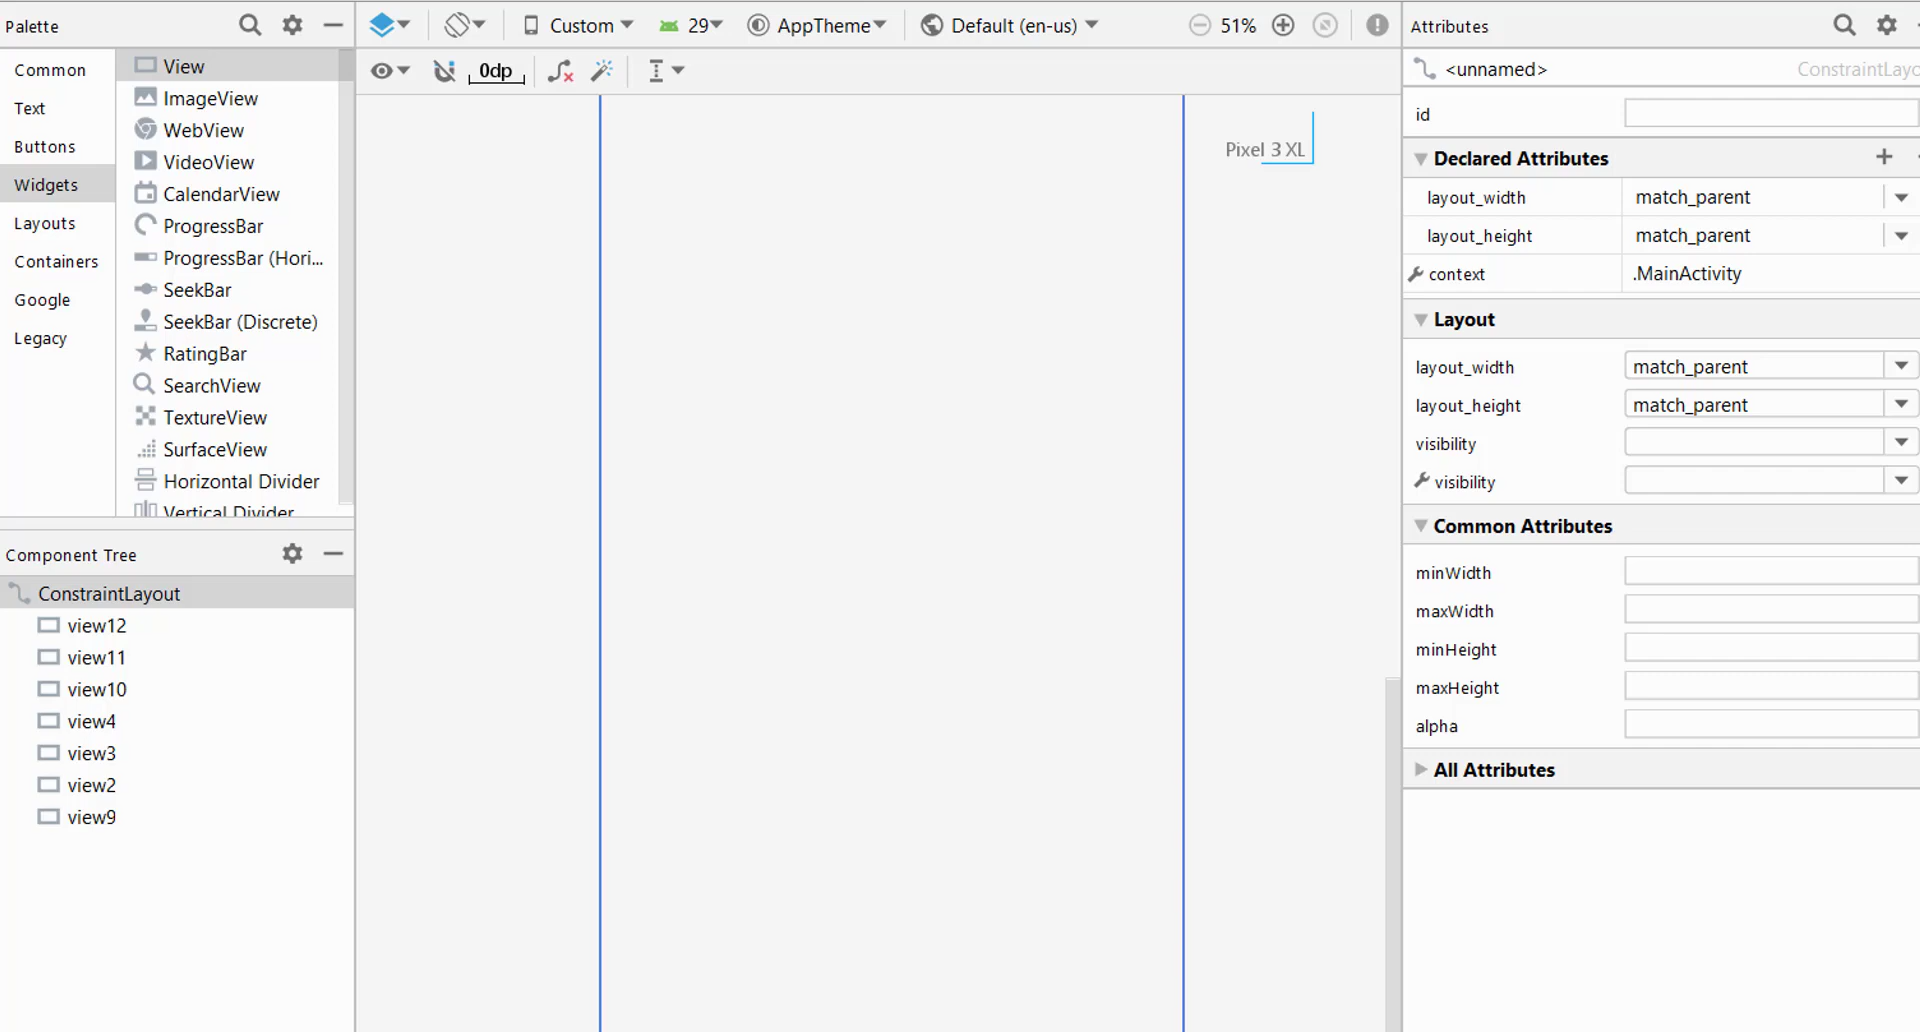 Palette
Common
Text
Buttons
Widgets
Layouts
Containers
Google
Legacy
View
ImageView
WebView
VideoView
CalendarView
ProgressBar
ProgressBar (Hori...
SeekBar
SeekBar (Discrete)
RatingBar
SearchView
TextureView
SurfaceView
Horizontal Divider
Vertical Divider
Component Tree
ConstraintLayout
view12
view11
view10
view4
view3
view2
view9
Custom 29 AppTheme Default (en-us) 51%
0dp
Pixel 3 XL
Attributes
<unnamed> ConstraintLayo
id
Declared Attributes
layout_width match_parent
layout_height match_parent
context .MainActivity
Layout
layout_width match_parent
layout_height match_parent
visibility
visibility
Common Attributes
minWidth
maxWidth
minHeight
maxHeight
alpha
All Attributes